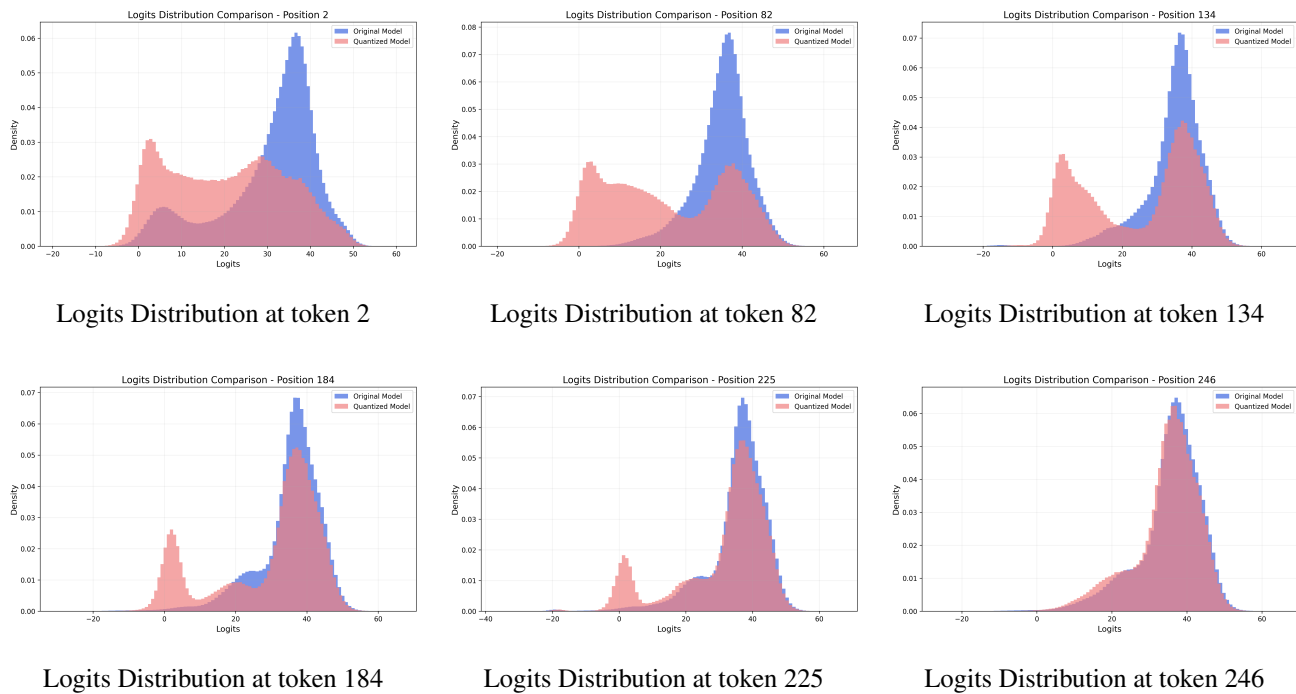 Logits Distribution Comparison - Position 2
Original Model
Quantized Model
0.06
0.05
0.04
0.03
0.02
0.01
0.00
Density
−20 −10 0 10 20 30 40 50 60
Logits
Logits Distribution at token 2
Logits Distribution Comparison - Position 82
Original Model
Quantized Model
0.08
0.07
0.06
0.05
0.04
0.03
0.02
0.01
0.00
Density
−20 0 20 40 60
Logits
Logits Distribution at token 82
Logits Distribution Comparison - Position 134
Original Model
Quantized Model
0.07
0.06
0.05
0.04
0.03
0.02
0.01
0.00
Density
−20 0 20 40 60
Logits
Logits Distribution at token 134
Logits Distribution Comparison - Position 184
Original Model
Quantized Model
0.07
0.06
0.05
0.04
0.03
0.02
0.01
0.00
Density
−20 0 20 40 60
Logits
Logits Distribution at token 184
Logits Distribution Comparison - Position 225
Original Model
Quantized Model
0.07
0.06
0.05
0.04
0.03
0.02
0.01
0.00
Density
−40 −20 0 20 40 60
Logits
Logits Distribution at token 225
Logits Distribution Comparison - Position 246
Original Model
Quantized Model
0.06
0.05
0.04
0.03
0.02
0.01
0.00
Density
−20 0 20 40 60
Logits
Logits Distribution at token 246